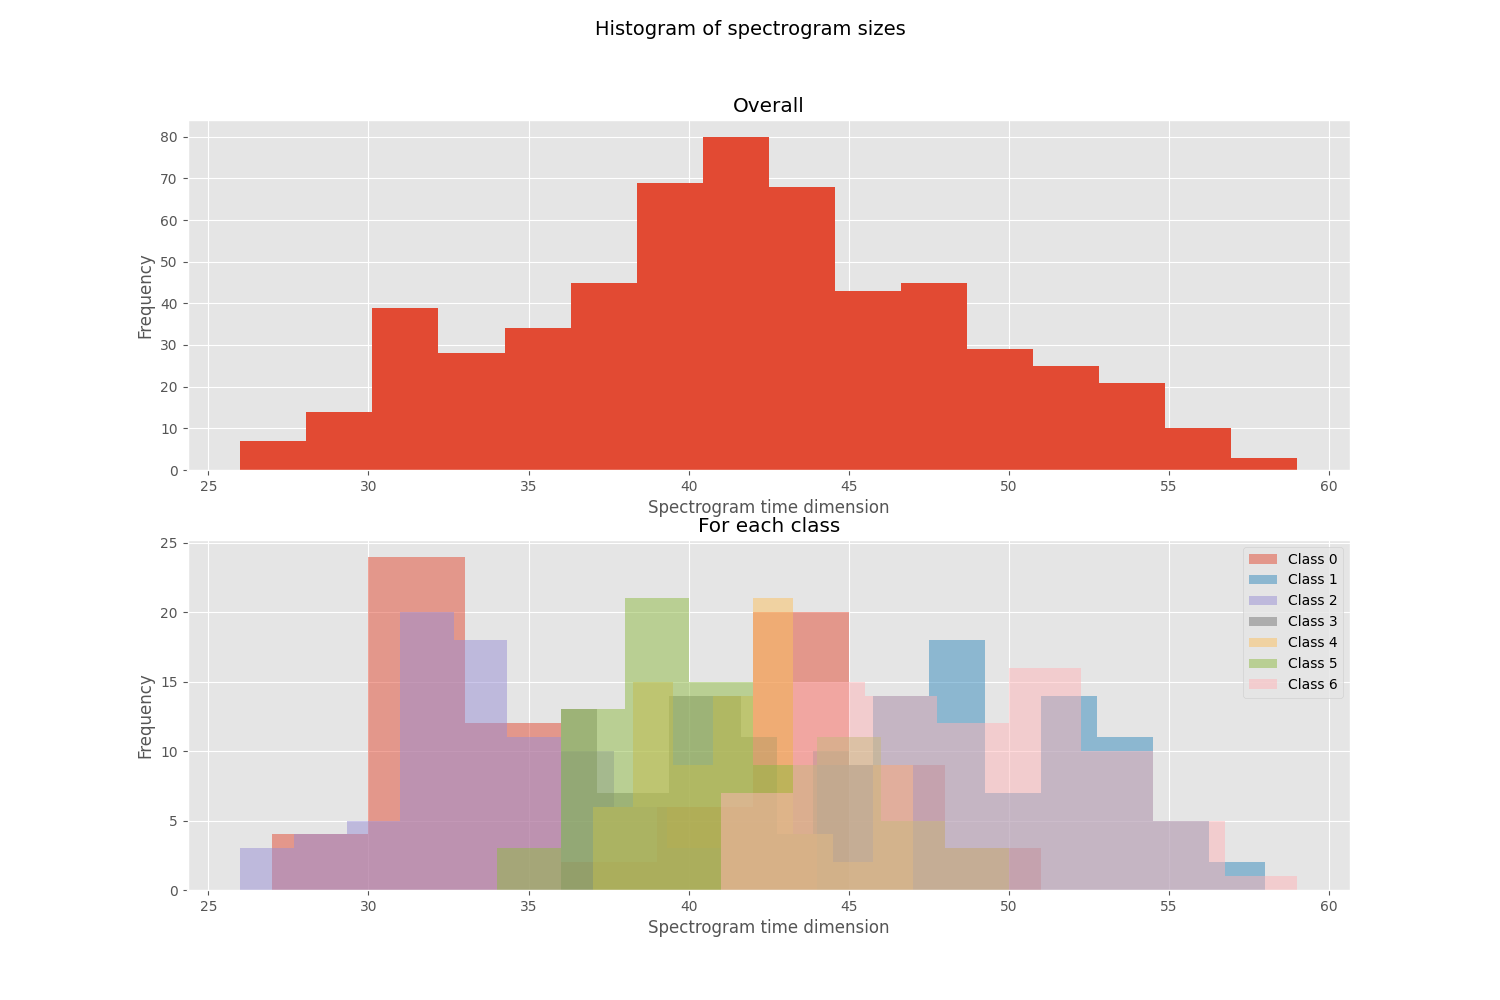 Histogram of spectrogram sizes
Overall
80
70
60
50
40
30
20
10
0
Frequency
25 30 35 40 45 50 55 60
Spectrogram time dimension
For each class
25
20
15
10
5
0
Frequency
Class 0
Class 1
Class 2
Class 3
Class 4
Class 5
Class 6
25 30 35 40 45 50 55 60
Spectrogram time dimension